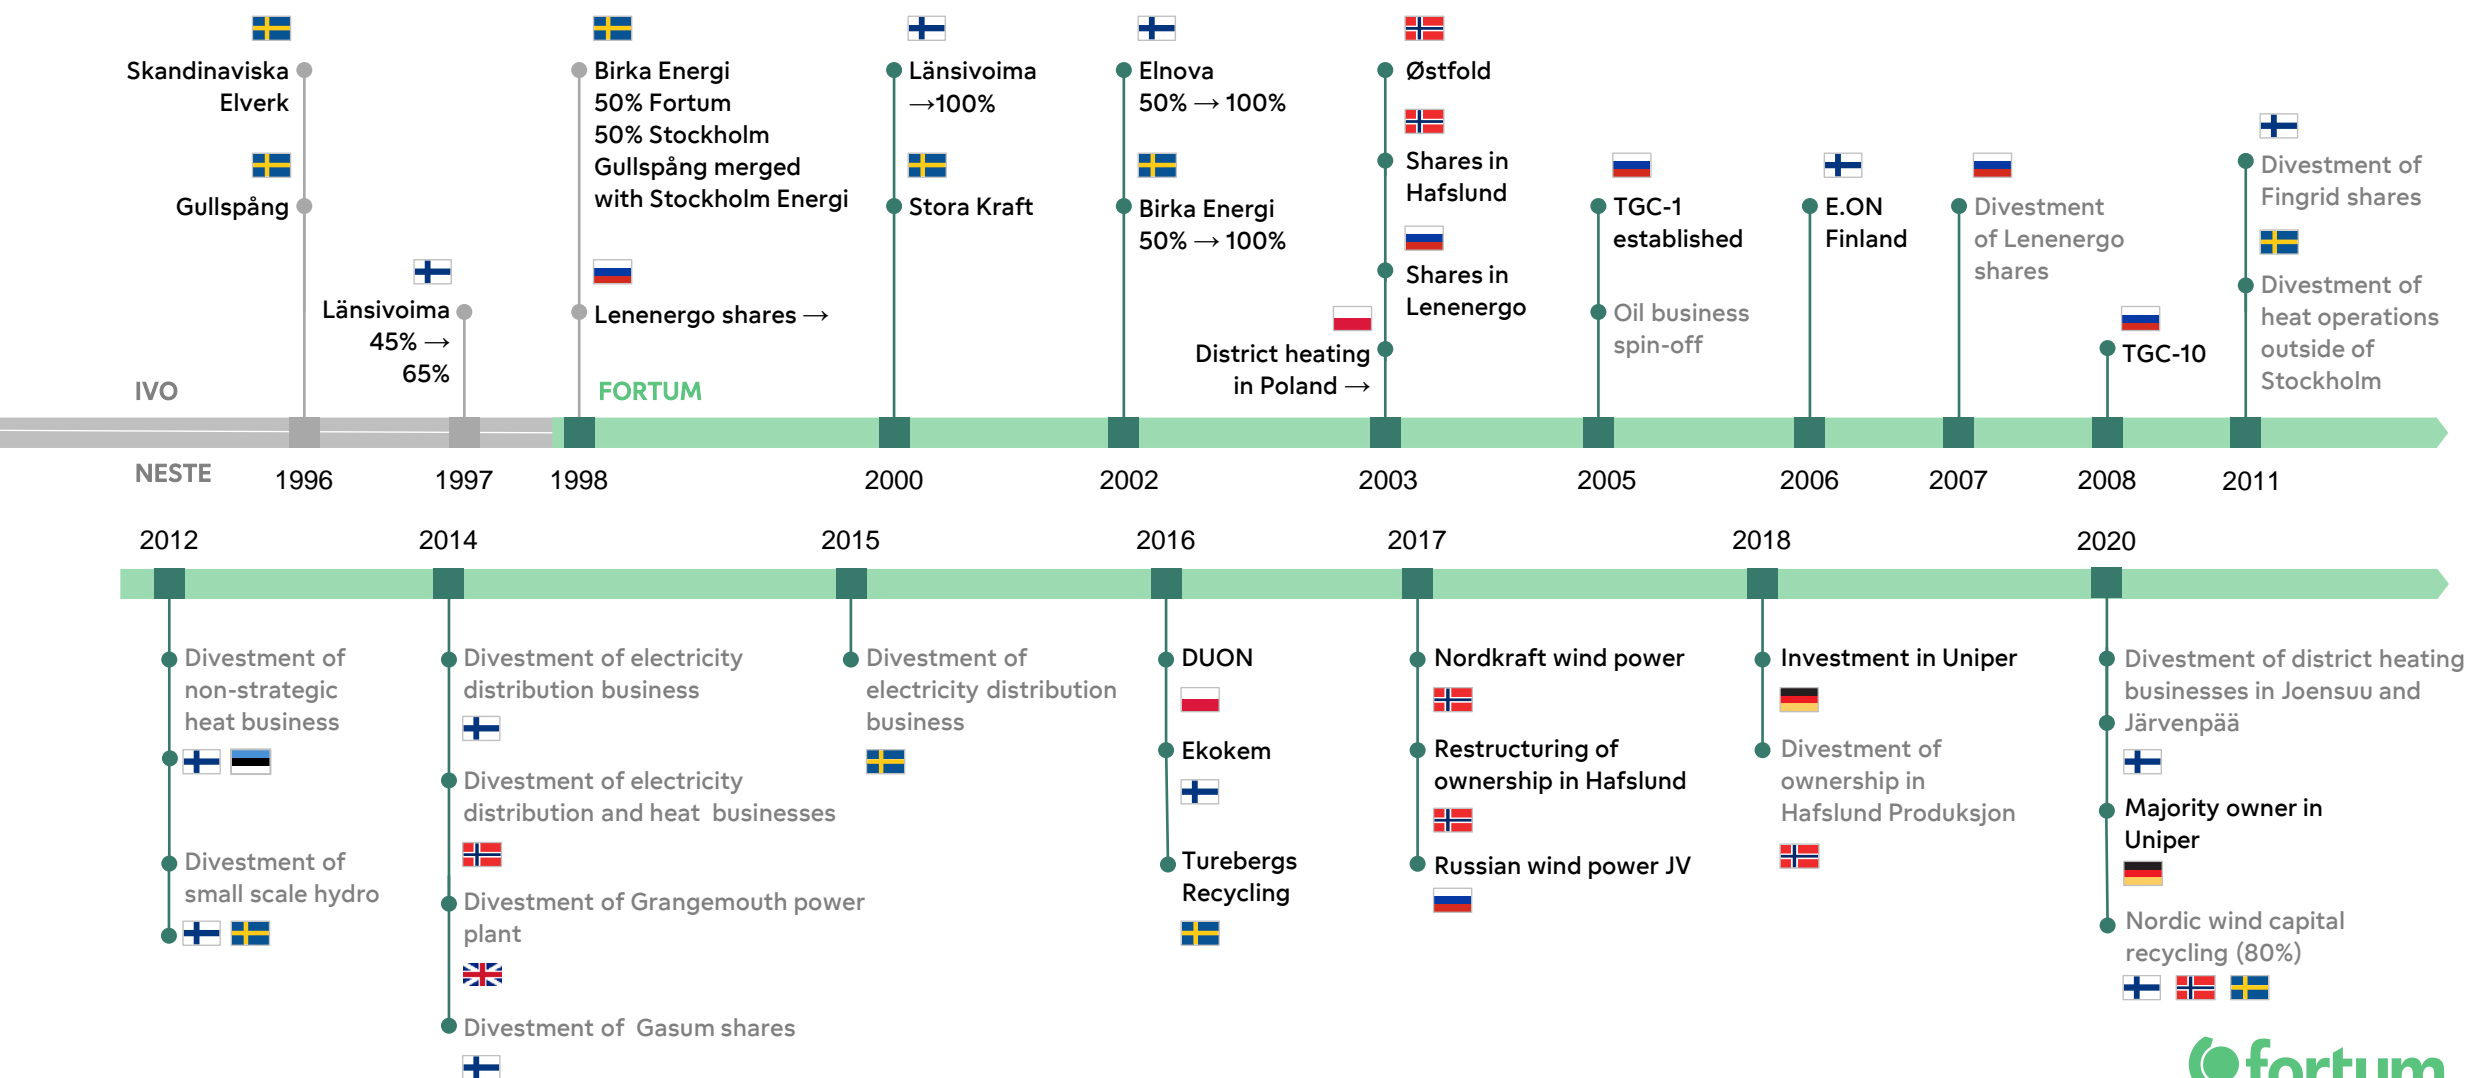 Skandinaviska
Elverk
Gullspång
Länsivoima
45% →
65%
Birka Energi
50% Fortum
50% Stockholm
Gullspång merged
with Stockholm Energi
Lenenergo shares →
Länsivoima
→100%
Stora Kraft
Elnova
50% → 100%
Birka Energi
50% → 100%
Østfold
Shares in
Hafslund
Shares in
Lenenergo
District heating
in Poland →
TGC-1
established
Oil business
spin-off
E.ON
Finland
Divestment
of Lenenergo
shares
TGC-10
Divestment of
Fingrid shares
Divestment of
heat operations
outside of
Stockholm
IVO
FORTUM
NESTE
1996
1997
1998
2000
2002
2003
2005
2006
2007
2008
2011
2012
2014
2015
2016
2017
2018
2020
Divestment of
non-strategic
heat business
Divestment of
small scale hydro
Divestment of electricity
distribution business
Divestment of electricity
distribution and heat businesses
Divestment of Grangemouth power
plant
Divestment of Gasum shares
Divestment of
electricity distribution
business
DUON
Ekokem
Turebergs
Recycling
Nordkraft wind power
Restructuring of
ownership in Hafslund
Russian wind power JV
Investment in Uniper
Divestment of
ownership in
Hafslund Produksjon
Divestment of district heating
businesses in Joensuu and
Järvenpää
Majority owner in
Uniper
Nordic wind capital
recycling (80%)
fortum